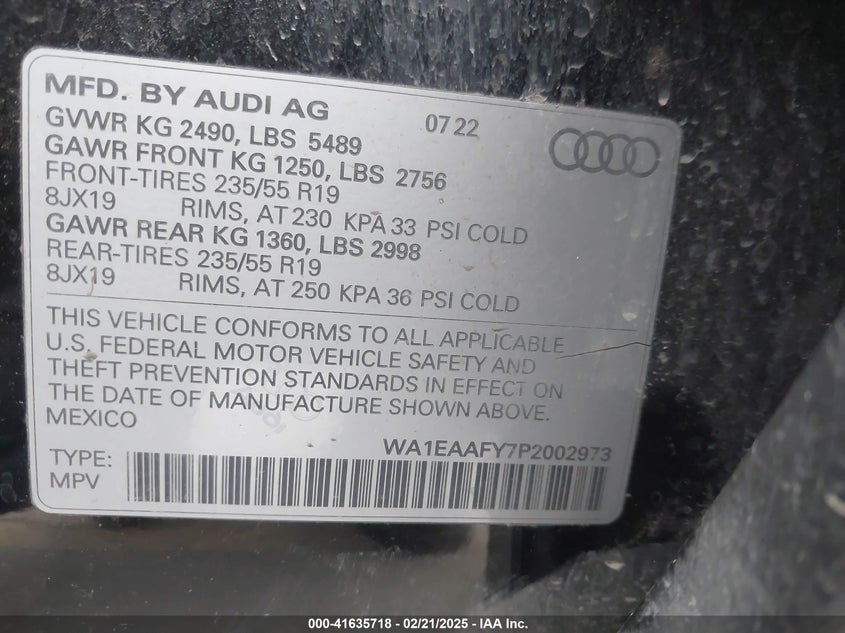 MFD. BY AUDI AG 07 22
GVWR KG 2490, LBS 5489
GAWR FRONT KG 1250, LBS 2756
FRONT-TIRES 235/55 R19
8JX19 RIMS, AT 230 KPA 33 PSI COLD
GAWR REAR KG 1360, LBS 2998
REAR-TIRES 235/55 R19
8JX19 RIMS, AT 250 KPA 36 PSI COLD
THIS VEHICLE CONFORMS TO ALL APPLICABLE
U.S. FEDERAL MOTOR VEHICLE SAFETY AND
THEFT PREVENTION STANDARDS IN EFFECT ON
THE DATE OF MANUFACTURE SHOWN ABOVE.
MEXICO
WA1EAAFY7P2002973
TYPE:
MPV
000-41635718 - 02/21/2025 - IAA Inc.